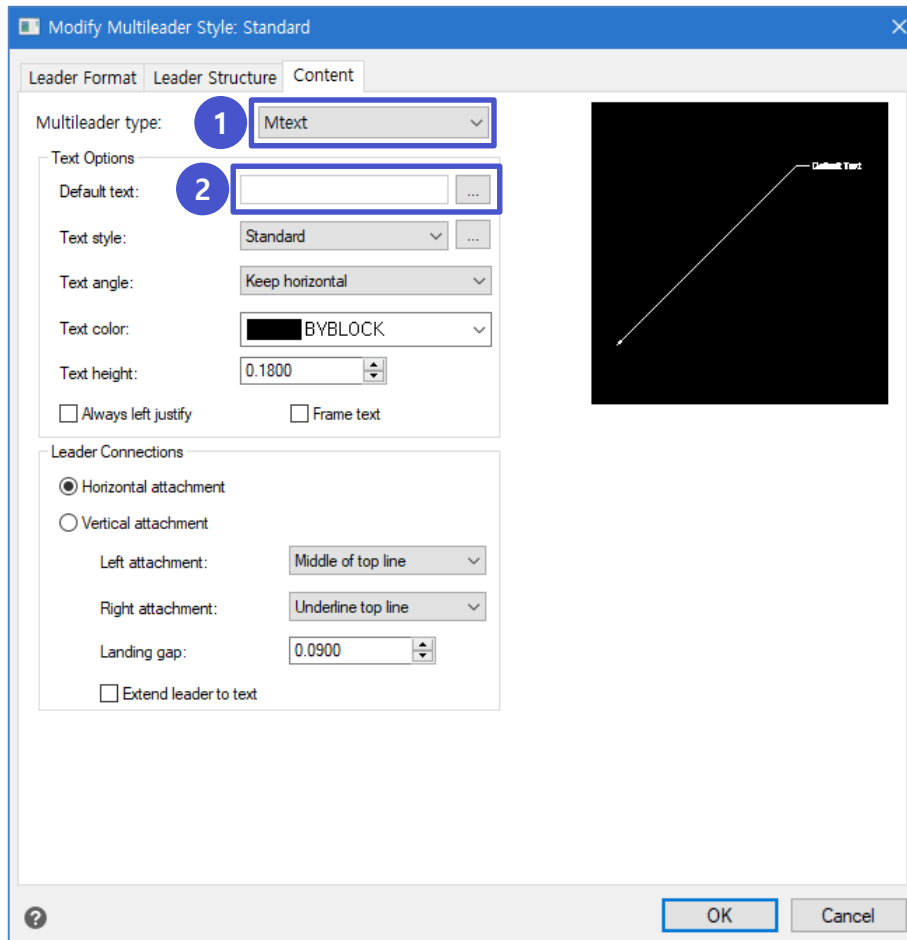 Modify Multileader Style: Standard
Leader Format Leader Structure Content
Multileader type: 1 Mtext
Text Options
Default text: 2 ...
Text style: Standard ...
Text angle: Keep horizontal
Text color: BYBLOCK
Text height: 0.1800
Always left justify Frame text
Leader Connections
Horizontal attachment
Vertical attachment
Left attachment: Middle of top line
Right attachment: Underline top line
Landing gap: 0.0900
Extend leader to text
Default Text
? OK Cancel